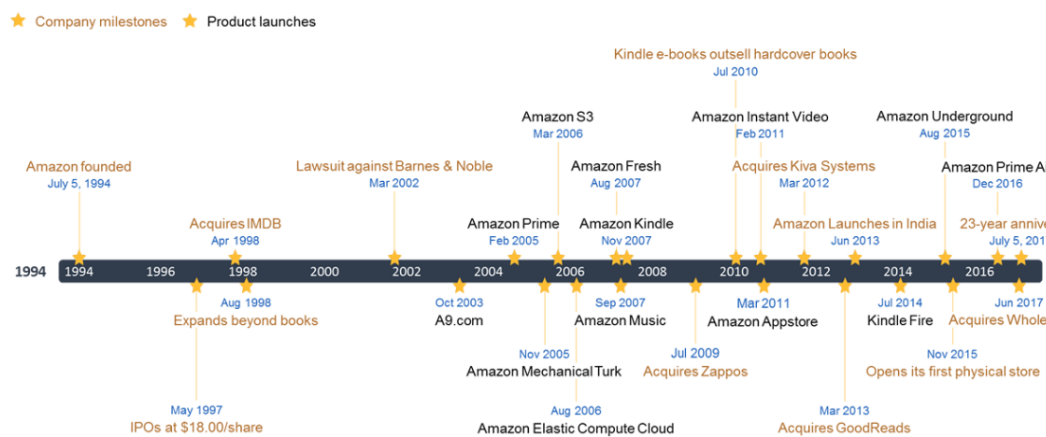 Company milestones
Product launches
Kindle e-books outsell hardcover books
Jul 2010
Amazon S3
Mar 2006
Amazon Instant Video
Feb 2011
Amazon Underground
Aug 2015
Amazon founded
July 5, 1994
Lawsuit against Barnes & Noble
Mar 2002
Amazon Fresh
Aug 2007
Acquires Kiva Systems
Mar 2012
Amazon Prime Ai
Dec 2016
Acquires IMDB
Apr 1998
Amazon Prime
Feb 2005
Amazon Kindle
Nov 2007
Amazon Launches in India
Jun 2013
23-year annive
July 5, 201
1994
1994 1996 1998 2000 2002 2004 2006 2008 2010 2012 2014 2016
Aug 1998
Expands beyond books
Oct 2003
A9.com
Sep 2007
Amazon Music
Mar 2011
Amazon Appstore
Jul 2014
Kindle Fire
Jun 2017
Acquires Whole
Nov 2005
Amazon Mechanical Turk
Jul 2009
Acquires Zappos
Nov 2015
Opens its first physical store
May 1997
IPOs at $18.00/share
Aug 2006
Amazon Elastic Compute Cloud
Mar 2013
Acquires GoodReads